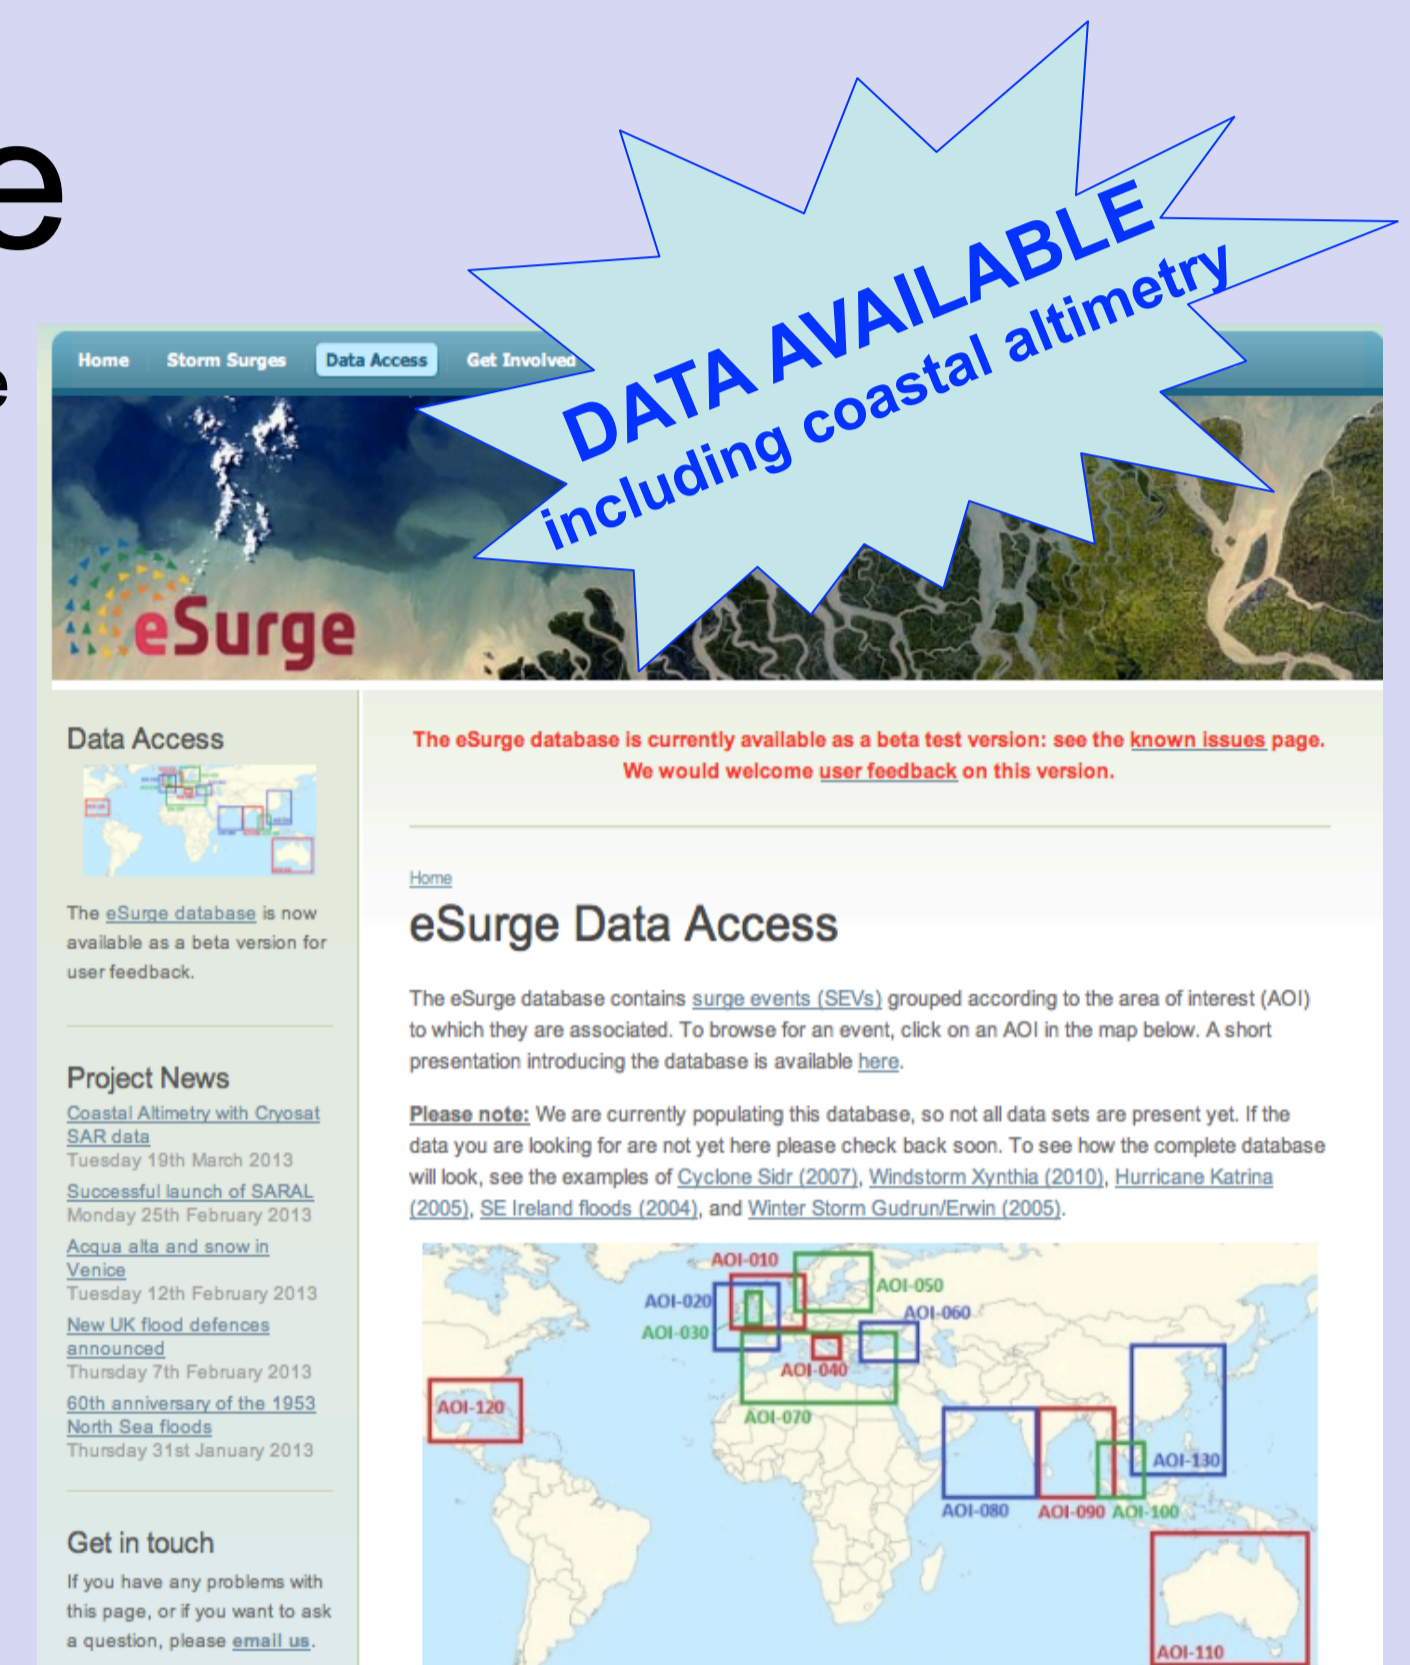 e
e
DATA AVAILABLE
including coastal altimetry
Home Storm Surges Data Access Get Involved
eSurge
Data Access
The eSurge database is now
available as a beta version for
user feedback.
Project News
Coastal Altimetry with Cryosat
SAR data
Tuesday 19th March 2013
Successful launch of SARAL
Monday 25th February 2013
Acqua alta and snow in
Venice
Tuesday 12th February 2013
New UK flood defences
announced
Thursday 7th February 2013
60th anniversary of the 1953
North Sea floods
Thursday 31st January 2013
Get in touch
If you have any problems with
this page, or if you want to ask
a question, please email us.
The eSurge database is currently available as a beta test version: see the known issues page.
We would welcome user feedback on this version.
Home
eSurge Data Access
The eSurge database contains surge events (SEVs) grouped according to the area of interest (AOI)
to which they are associated. To browse for an event, click on an AOI in the map below. A short
presentation introducing the database is available here.
Please note: We are currently populating this database, so not all data sets are present yet. If the
data you are looking for are not yet here please check back soon. To see how the complete database
will look, see the examples of Cyclone Sidr (2007), Windstorm Xynthia (2010), Hurricane Katrina
(2005), SE Ireland floods (2004), and Winter Storm Gudrun/Erwin (2005).
AOI-010
AOI-050
AOI-020
AOI-060
AOI-030
AOI-040
AOI-120
AOI-070
AOI-130
AOI-080
AOI-090
AOI-100
AOI-110